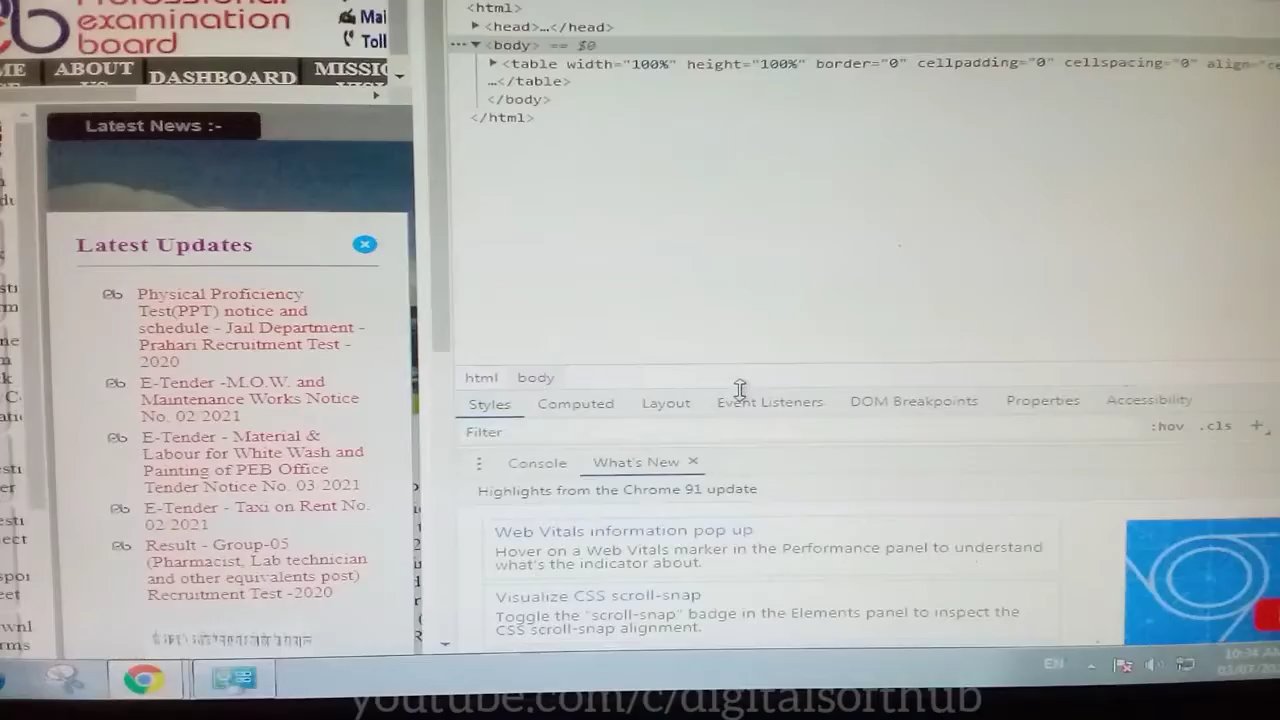 Professional
examination
board
Mai
Toll
ABOUT
DASHBOARD
Latest News :-
Latest Updates
Physical Proficiency
Test(PPT) notice and
schedule - Jail Department -
Prahari Recruitment Test -
2020
E-Tender -M.O.W. and
Maintenance Works Notice
No. 02 2021
E-Tender - Material &
Labour for White Wash and
Painting of PEB Office
Tender Notice No. 03 2021
E-Tender - Taxi on Rent No.
02 2021
Result - Group-05
(Pharmacist, Lab technician
and other equivalents post)
Recruitment Test -2020
<html>
<head>…</head>
<body> == $0
<table width="100%" height="100%" border="0" cellpadding="0" cellspacing="0" align="ce
…</table>
</body>
</html>
html body
Styles Computed Layout Event Listeners DOM Breakpoints Properties Accessibility
Filter :hov .cls +
Console What's New ×
Highlights from the Chrome 91 update
Web Vitals information pop up
Hover on a Web Vitals marker in the Performance panel to understand
what's the indicator about.
Visualize CSS scroll-snap
Toggle the "scroll-snap" badge in the Elements panel to inspect the
CSS scroll-snap alignment.
EN
10:34 AM
youtube.com/c/digitalsofthub